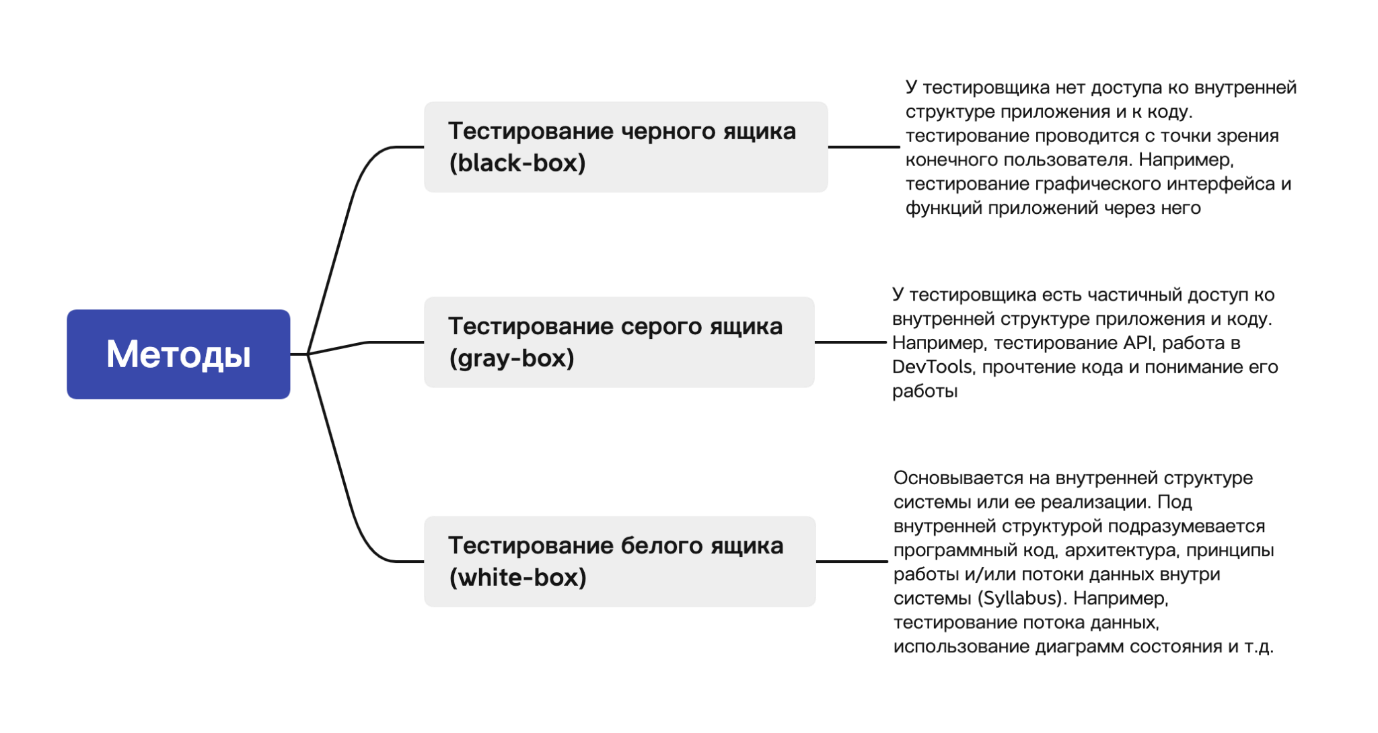 Методы
Тестирование черного ящика
(black-box)
У тестировщика нет доступа ко внутренней
структуре приложения и к коду.
тестирование проводится с точки зрения
конечного пользователя. Например,
тестирование графического интерфейса и
функций приложений через него
Тестирование серого ящика
(gray-box)
У тестировщика есть частичный доступ ко
внутренней структуре приложения и коду.
Например, тестирование API, работа в
DevTools, прочтение кода и понимание его
работы
Тестирование белого ящика
(white-box)
Основывается на внутренней структуре
системы или ее реализации. Под
внутренней структурой подразумевается
программный код, архитектура, принципы
работы и/или потоки данных внутри
системы (Syllabus). Например,
тестирование потока данных,
использование диаграмм состояния и т.д.